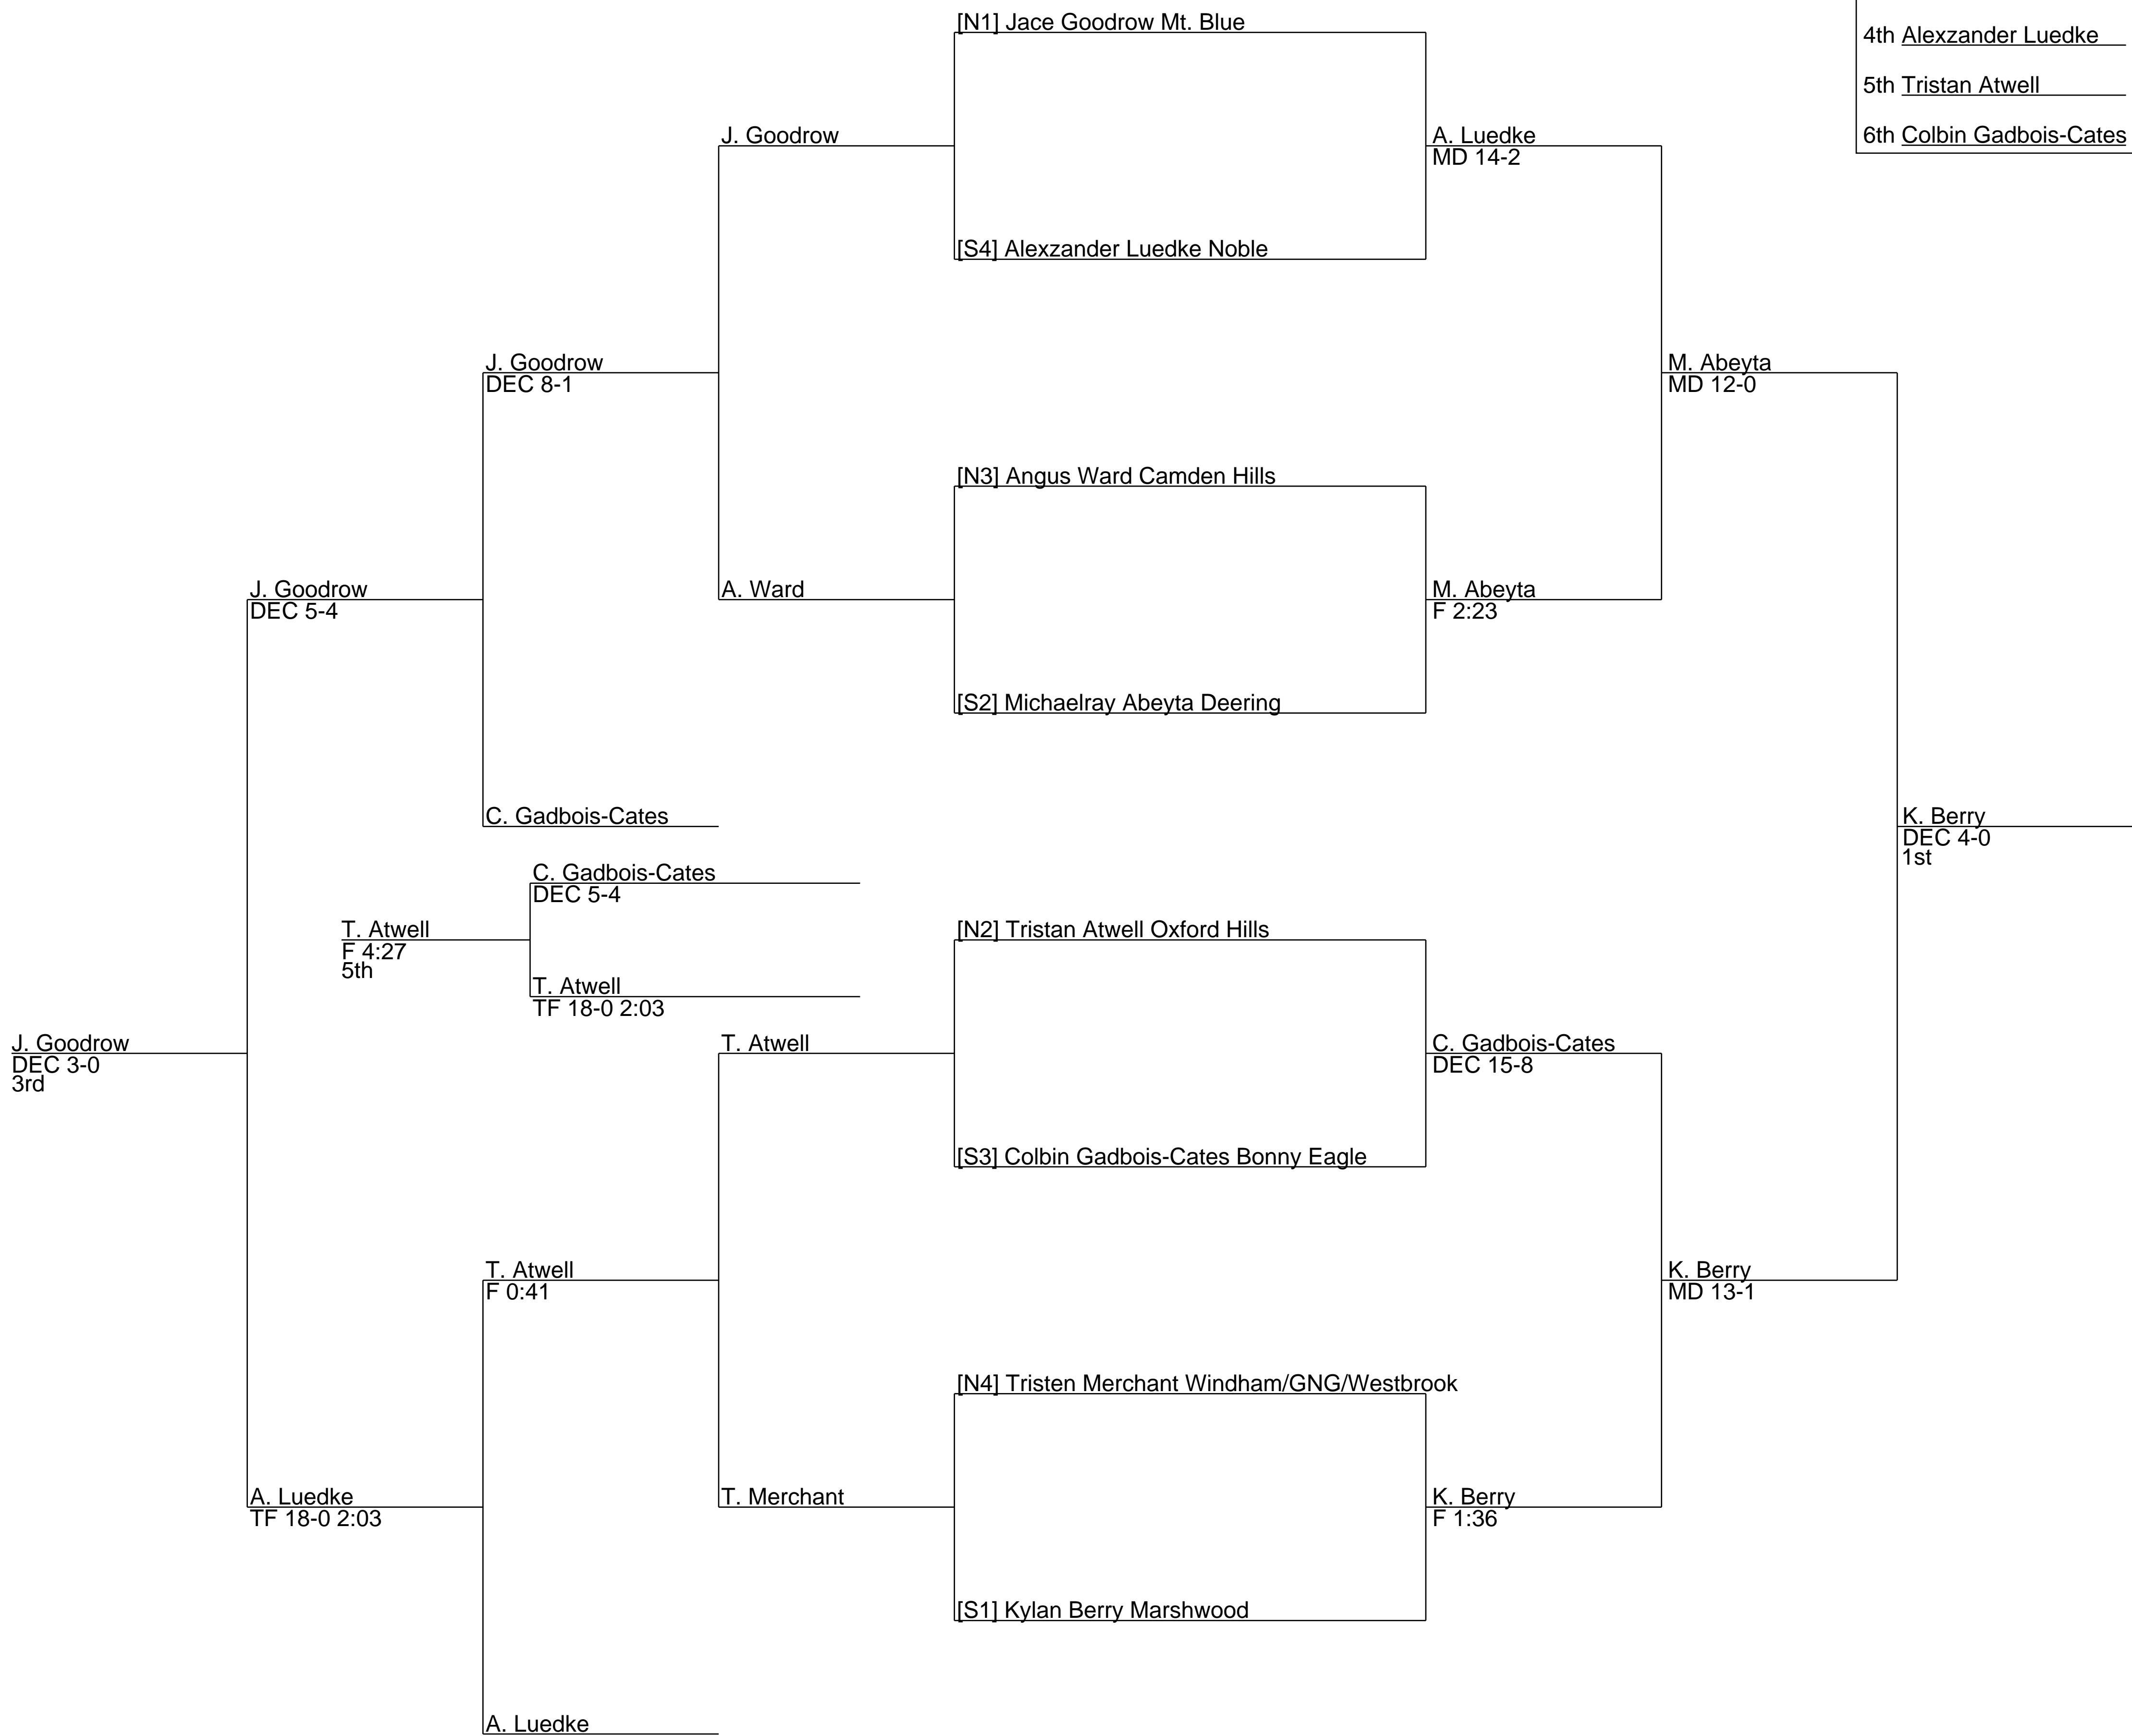 [N1] Jace Goodrow Mt. Blue
4th Alexzander Luedke
5th Tristan Atwell
6th Colbin Gadbois-Cates
J. Goodrow
A. Luedke
MD 14-2
[S4] Alexzander Luedke Noble
J. Goodrow
DEC 8-1
M. Abeyta
MD 12-0
[N3] Angus Ward Camden Hills
J. Goodrow
DEC 5-4
A. Ward
M. Abeyta
F 2:23
[S2] Michaelray Abeyta Deering
C. Gadbois-Cates
K. Berry
DEC 4-0
1st
C. Gadbois-Cates
DEC 5-4
T. Atwell
F 4:27
5th
[N2] Tristan Atwell Oxford Hills
T. Atwell
TF 18-0 2:03
J. Goodrow
DEC 3-0
3rd
T. Atwell
C. Gadbois-Cates
DEC 15-8
[S3] Colbin Gadbois-Cates Bonny Eagle
T. Atwell
F 0:41
K. Berry
MD 13-1
[N4] Tristen Merchant Windham/GNG/Westbrook
A. Luedke
TF 18-0 2:03
T. Merchant
K. Berry
F 1:36
[S1] Kylan Berry Marshwood
A. Luedke